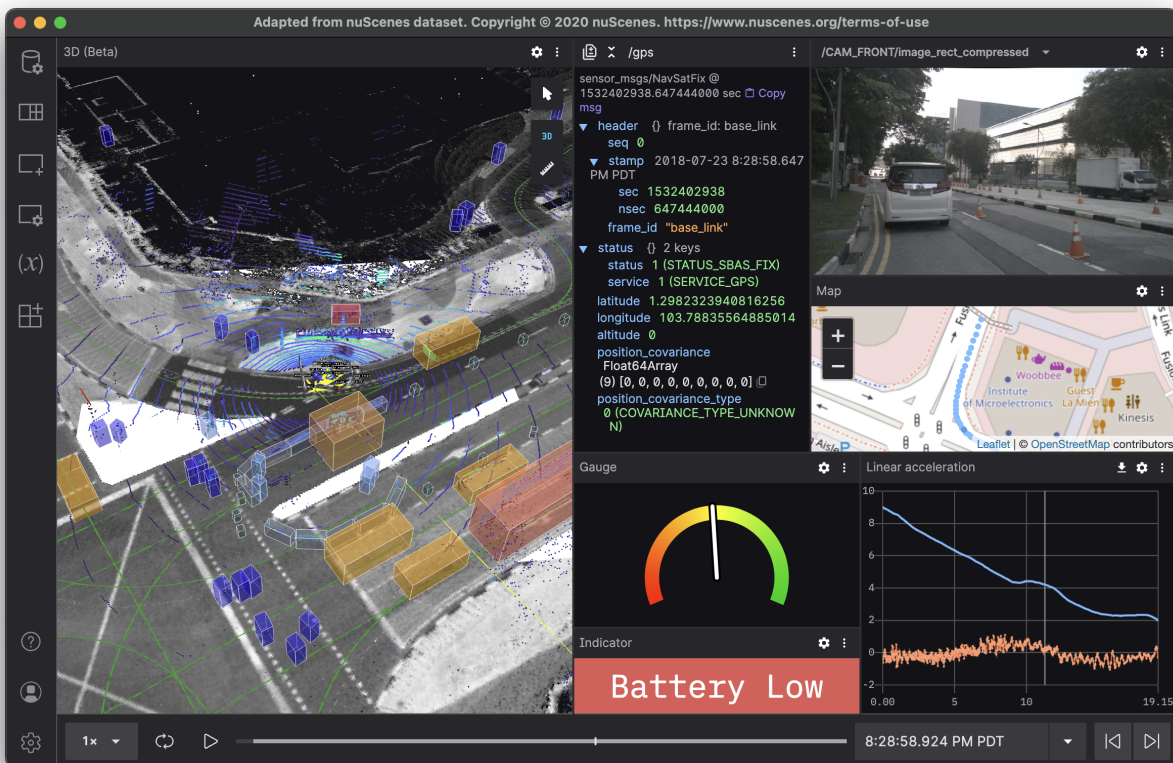 Adapted from nuScenes dataset. Copyright © 2020 nuScenes. https://www.nuscenes.org/terms-of-use
3D (Beta)
3D
/gps
sensor_msgs/NavSatFix @
1532402938.647444000 sec Copy
msg
header {} frame_id: base_link
seq 0
stamp 2018-07-23 8:28:58.647
PM PDT
sec 1532402938
nsec 647444000
frame_id "base_link"
status {} 2 keys
status 1 (STATUS_SBAS_FIX)
service 1 (SERVICE_GPS)
latitude 1.2982323940816256
longitude 103.78835564885014
altitude 0
position_covariance
Float64Array
(9) [0, 0, 0, 0, 0, 0, 0, 0, 0]
position_covariance_type
0 (COVARIANCE_TYPE_UNKNOW
N)
/CAM_FRONT/image_rect_compressed
Map
+
−
Woobbee
Institute
of Microelectronics
Guest
La Mien
Kinesis
Aisle
P
Leaflet | © OpenStreetMap contributors
Gauge
Indicator
Battery Low
Linear acceleration
10
8
6
4
2
0
-2
0.00
5
10
19.15
1×
8:28:58.924 PM PDT
(x)
?